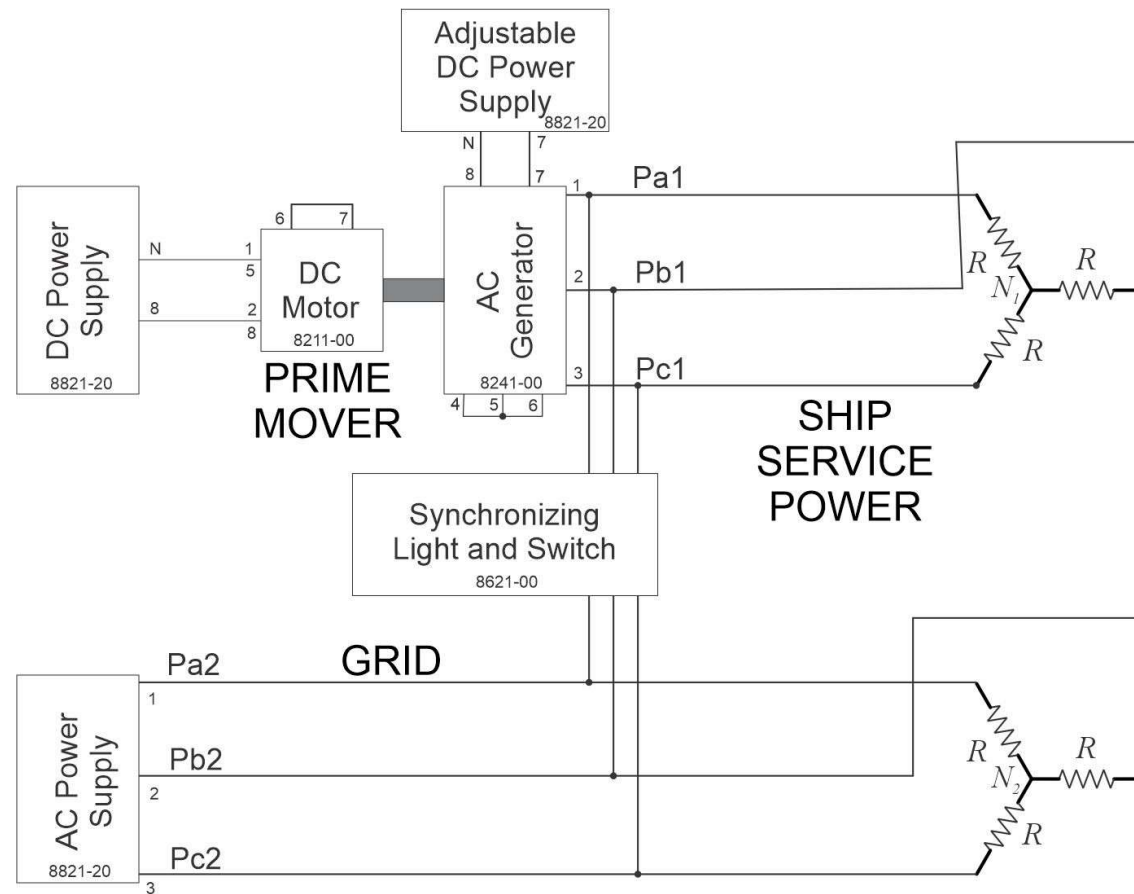 Adjustable
DC Power
Supply
8821-20
N 7
8 7
DC Power
Supply
8821-20
N
8
1
5
2
8
6 7
DC
Motor
8211-00
PRIME
MOVER
AC
Generator
8241-00
4 5 6
1
2
3
Pa1
Pb1
Pc1
R
N1
R
R
SHIP
SERVICE
POWER
Synchronizing
Light and Switch
8621-00
GRID
AC Power
Supply
8821-20
Pa2
1
Pb2
2
Pc2
3
R
N2
R
R